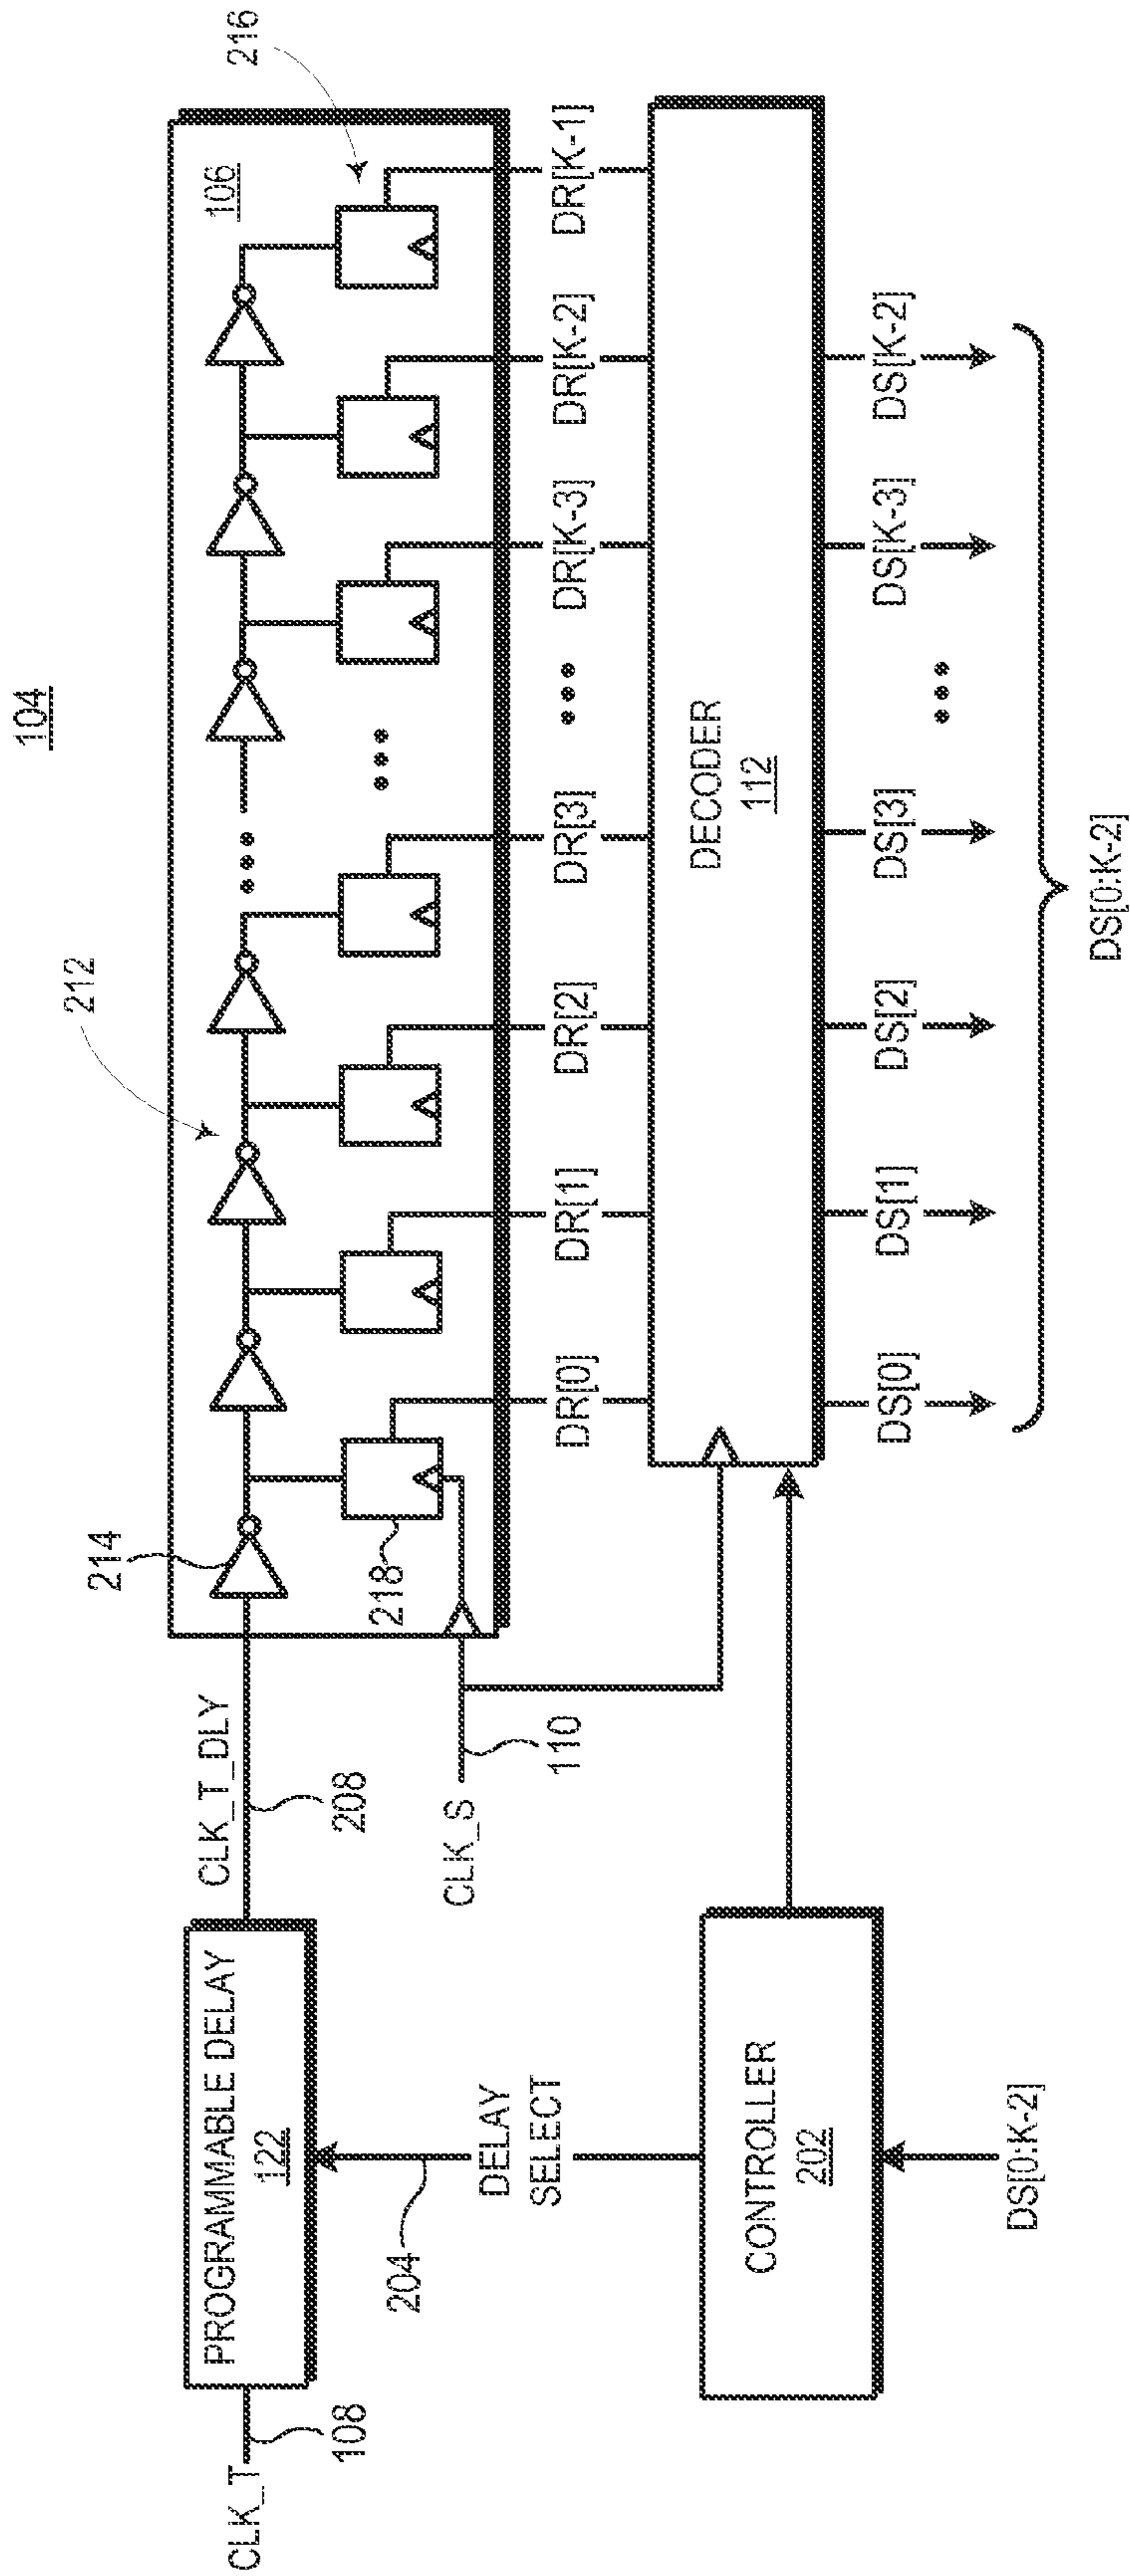 104
CLK_T
108
PROGRAMMABLE DELAY
122
CLK_T_DLY
208
214
212
216
106
218
204
DELAY
SELECT
CLK_S
110
DR[0]
DR[1]
DR[2]
DR[3]
•••
DR[K-3]
DR[K-2]
DR[K-1]
CONTROLLER
202
DECODER
112
DS[0]
DS[1]
DS[2]
DS[3]
•••
DS[K-3]
DS[K-2]
DS[0:K-2]
DS[0:K-2]